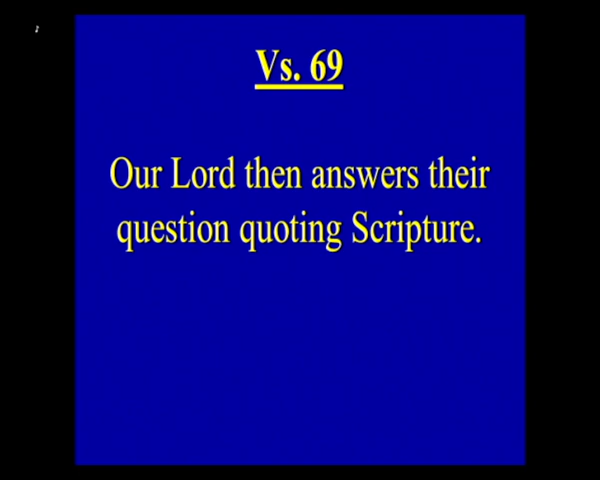 Vs. 69
Our Lord then answers their
question quoting Scripture.